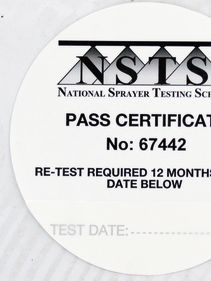 NSTS
NATIONAL SPRAYER TESTING SCH
PASS CERTIFICAT
No: 67442
RE-TEST REQUIRED 12 MONTHS
DATE BELOW
TEST DATE: